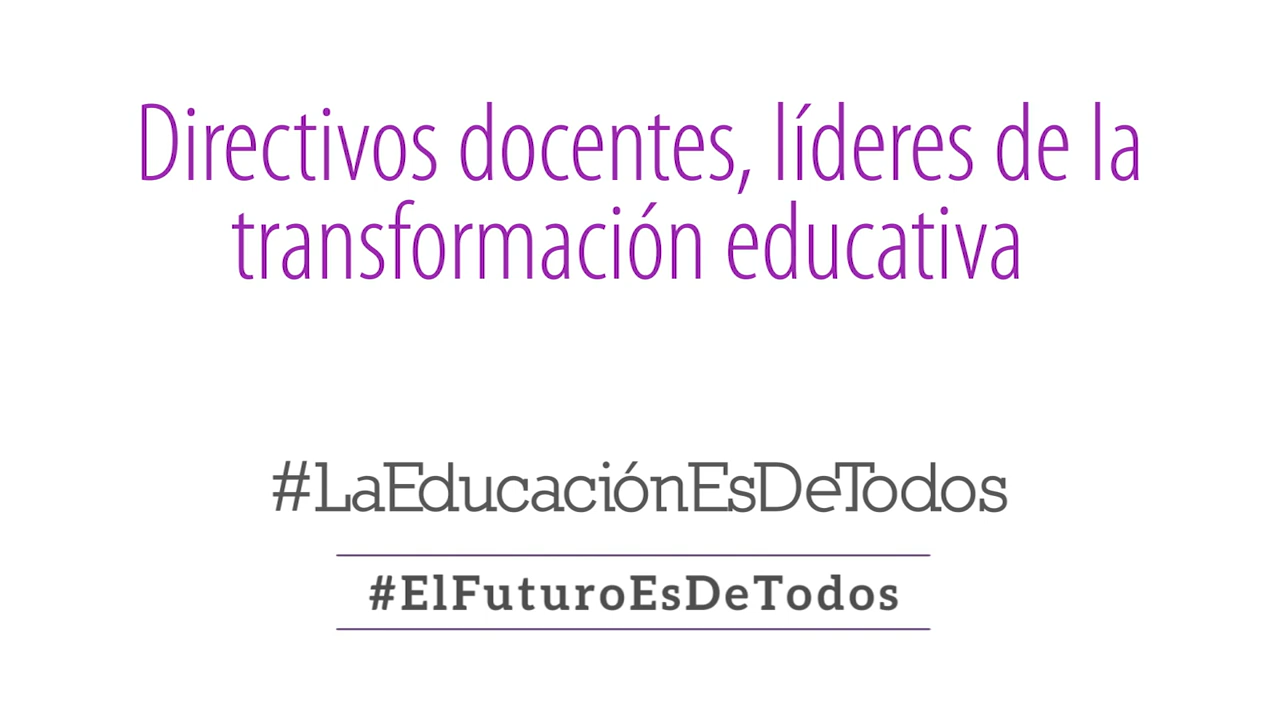 Directivos docentes, líderes de la
transformación educativa
#LaEducaciónEsDeTodos
#ElFuturoEsDeTodos